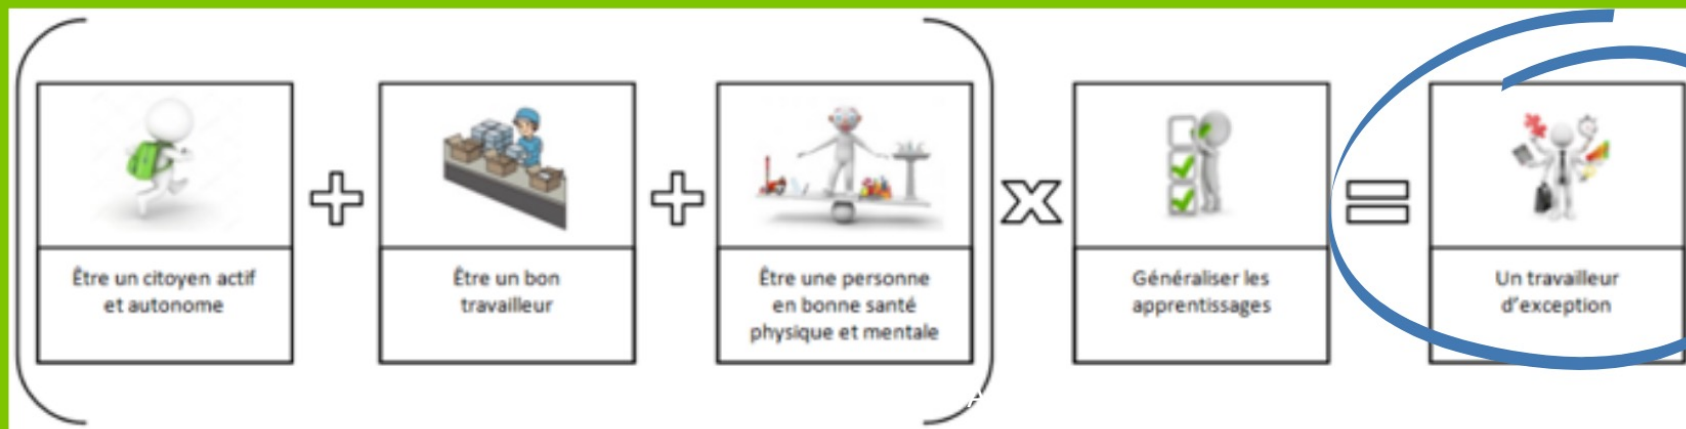 Être un citoyen actif
et autonome
+
Être un bon
travailleur
+
Être une personne
en bonne santé
physique et mentale
x
Généraliser les
apprentissages
=
Un travailleur
d'exception